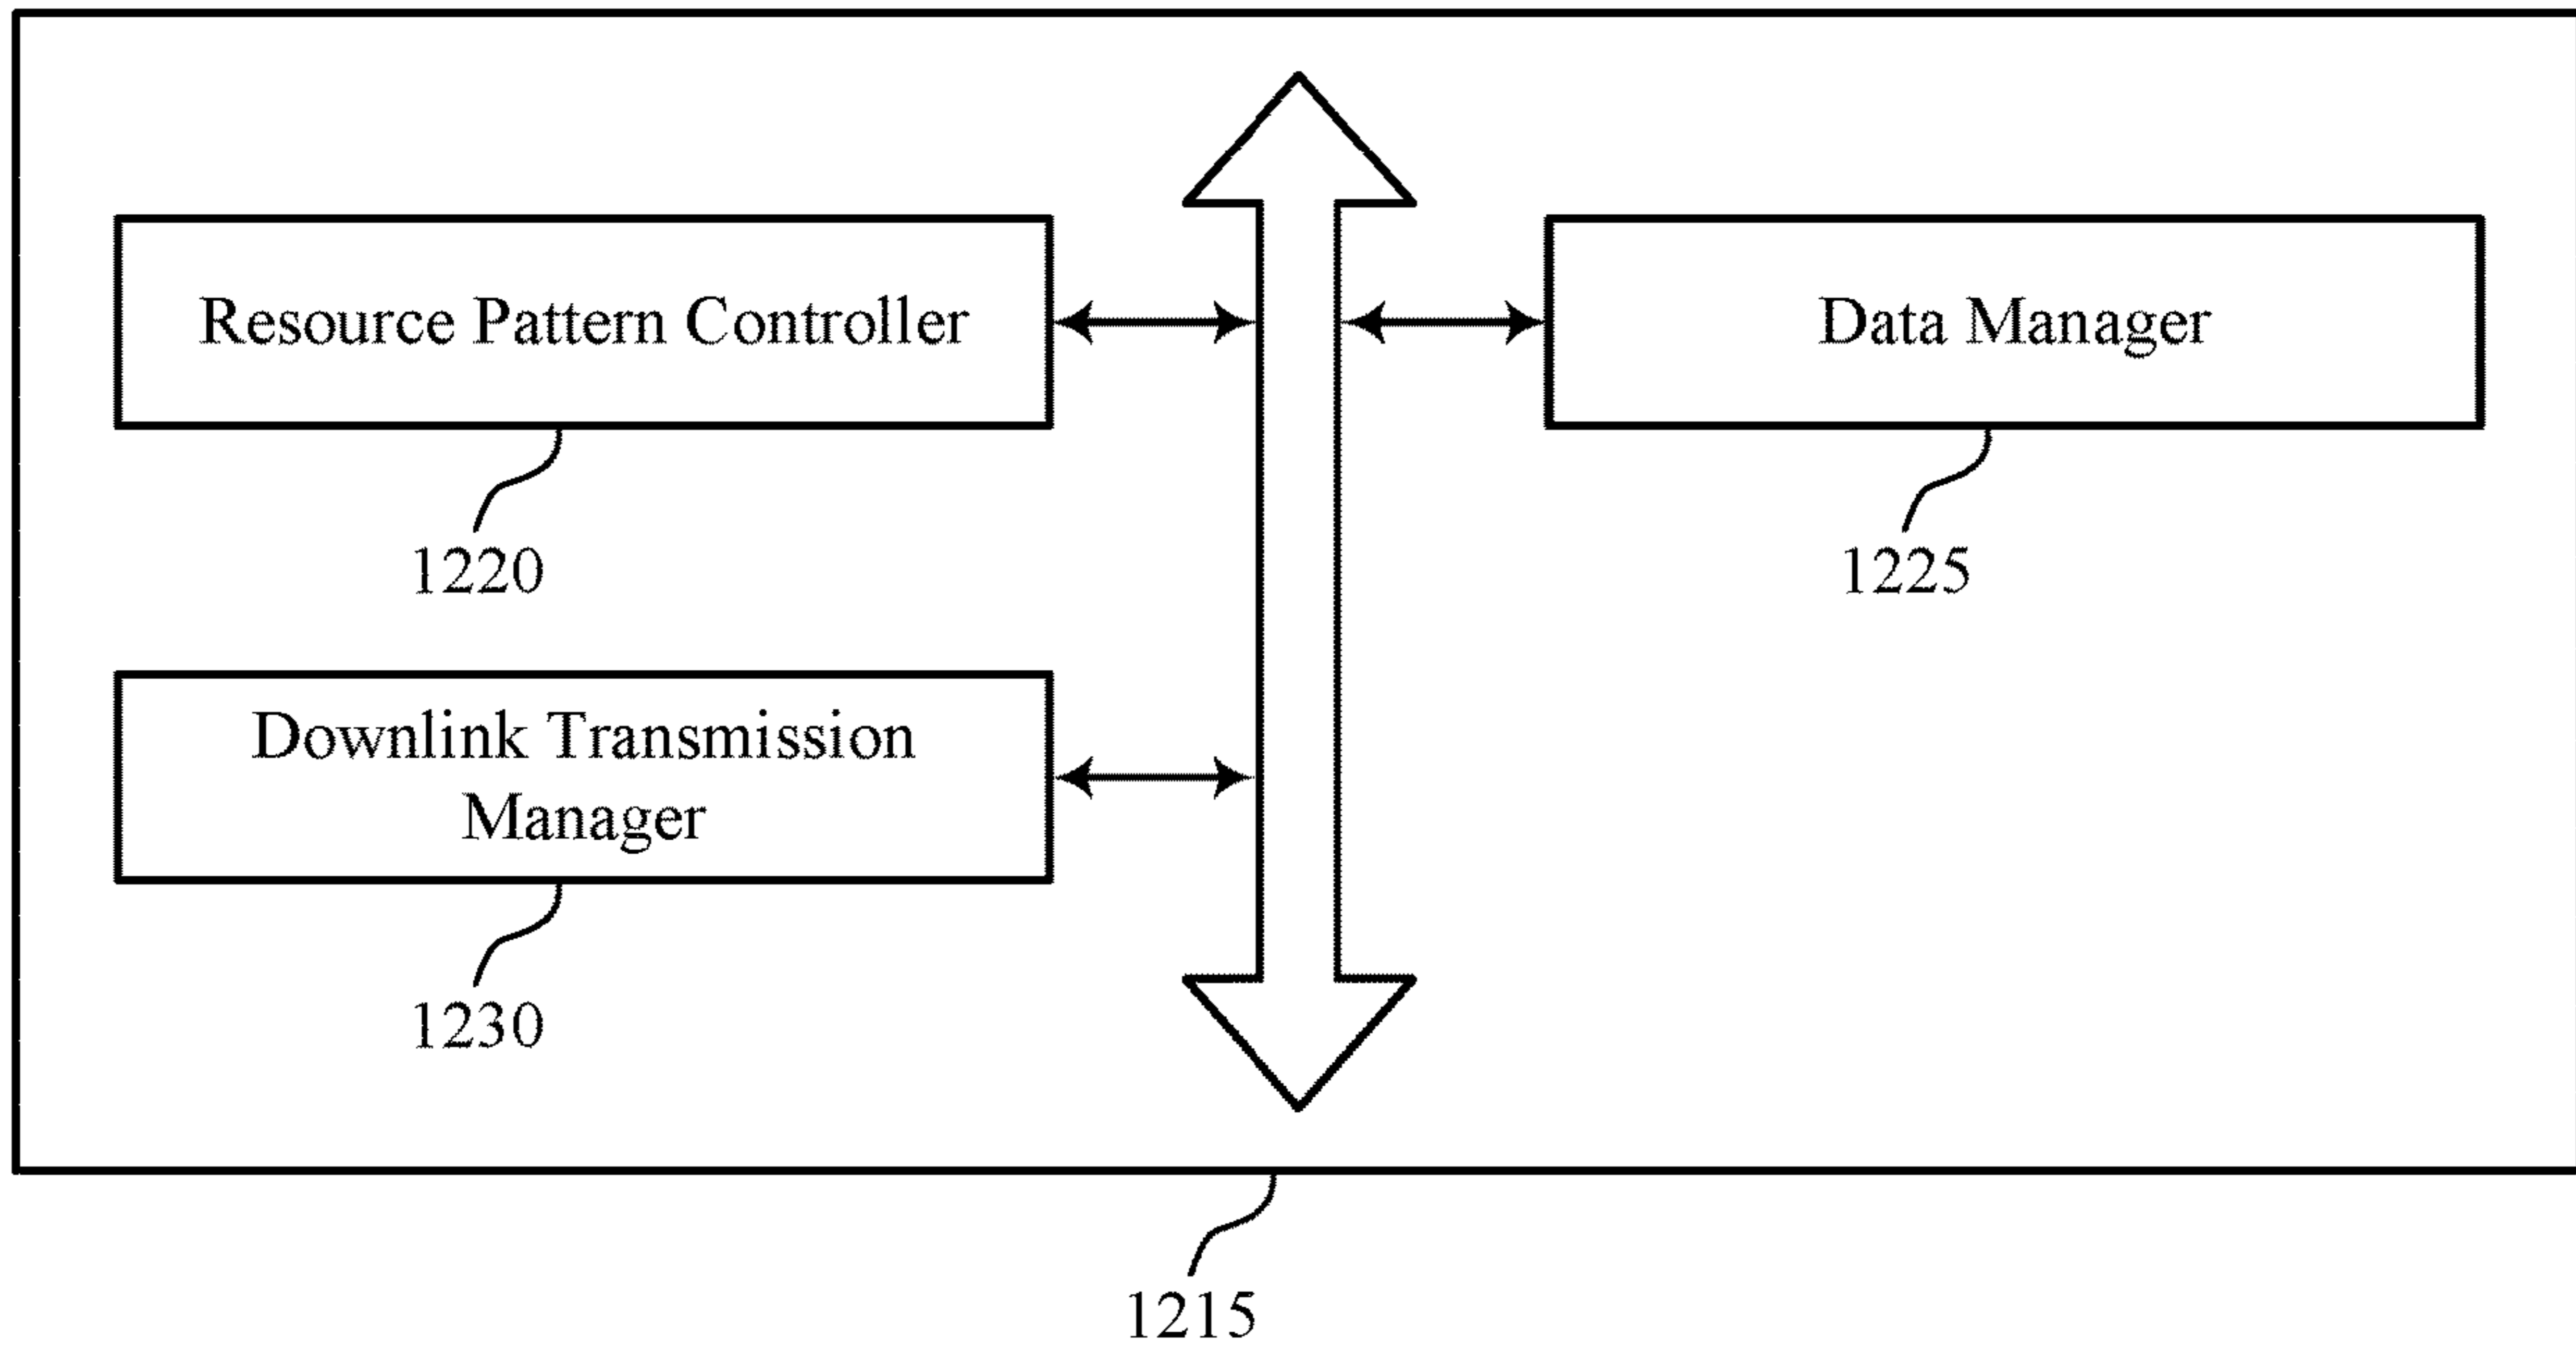 Resource Pattern Controller
Data Manager
1220
1225
Downlink Transmission
Manager
1230
1215